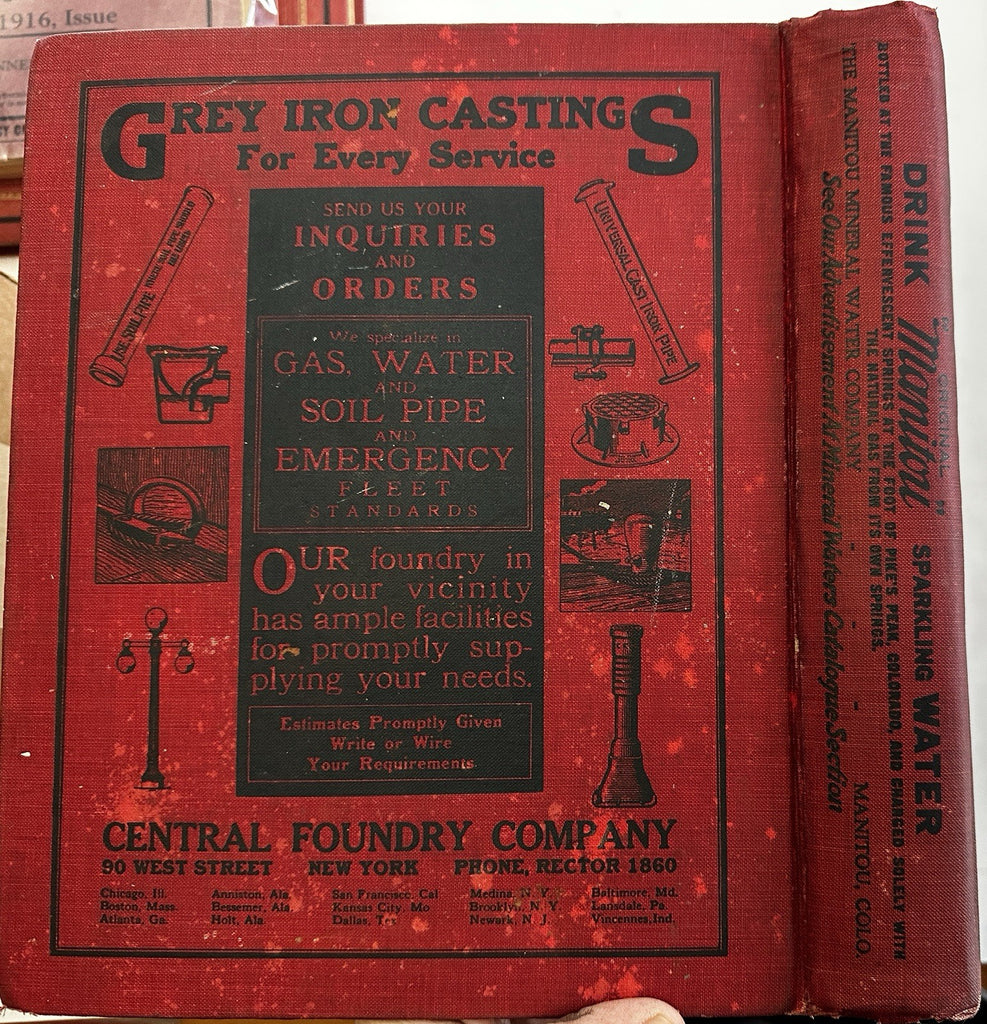 1916, Issue
GREY IRON CASTINGS
For Every Service
SEND US YOUR
INQUIRIES
AND
ORDERS
We specialize in
GAS, WATER
AND
SOIL PIPE
AND
EMERGENCY
FLEET
STANDARDS
OUR foundry in
your vicinity
has ample facilities
for promptly sup-
plying your needs.
Estimates Promptly Given
Write or Wire
Your Requirements
USE SOIL PIPE
UNIVERSAL CAST IRON PIPE
CENTRAL FOUNDRY COMPANY
90 WEST STREET NEW YORK PHONE, RECTOR 1860
Chicago, Ill. Anniston, Ala. San Francisco, Cal Medina, N. Y. Baltimore, Md.
Boston, Mass. Bessemer, Ala. Kansas City, Mo Brooklyn, N. Y. Lansdale, Pa.
Atlanta, Ga. Holt, Ala. Dallas, Tex. Newark, N. J. Vincennes, Ind.
ORIGINAL
DRINK Manitou SPARKLING WATER
BOTTLED AT THE FAMOUS EFFERVESCENT SPRINGS AT THE FOOT OF PIKE'S PEAK, COLORADO, AND CHARGED SOLELY WITH
THE NATURAL GAS FROM ITS OWN SPRINGS.
THE MANITOU MINERAL WATER COMPANY - - - MANITOU, COLO.
See Our Advertisement At Mineral Waters Catalogue Section